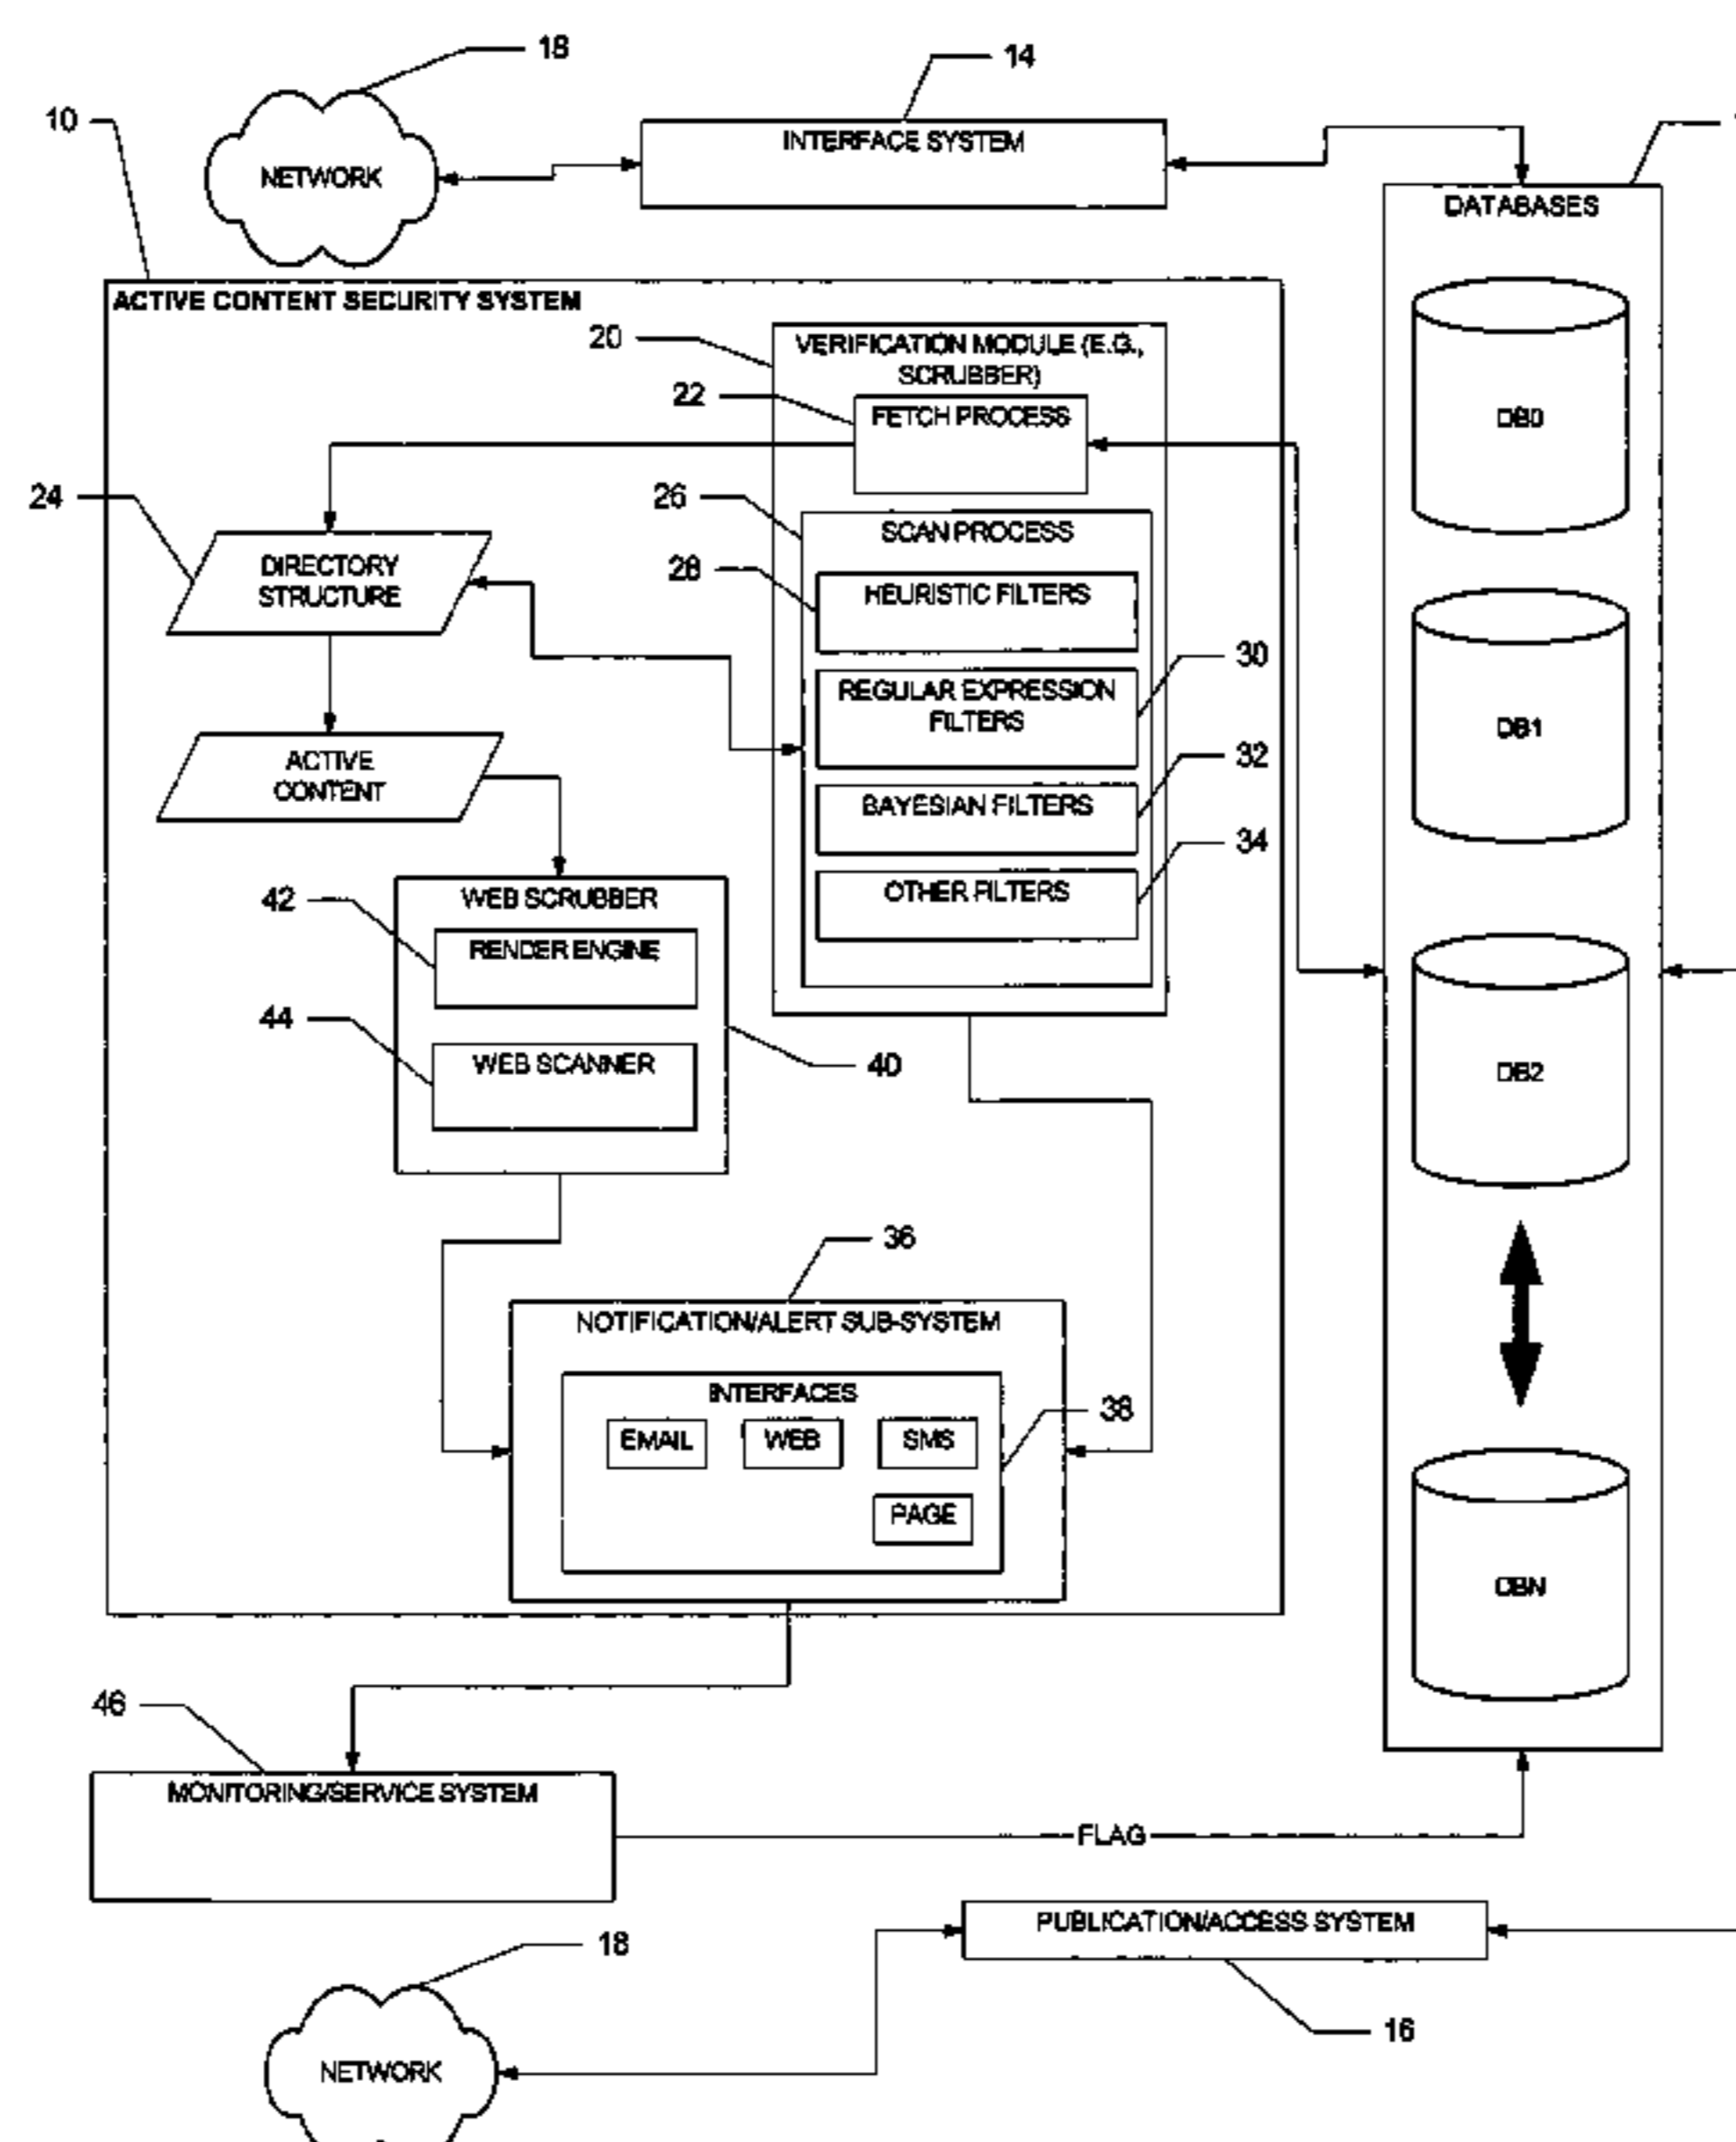 18
14
10
NETWORK
INTERFACE SYSTEM
DATABASES
ACTIVE CONTENT SECURITY SYSTEM
20
VERIFICATION MODULE (E.G.,
SCRUBBER)
22
FETCH PROCESS
DB0
24
26
SCAN PROCESS
DIRECTORY
STRUCTURE
28
HEURISTIC FILTERS
30
REGULAR EXPRESSION
FILTERS
DB1
ACTIVE
CONTENT
32
BAYESIAN FILTERS
34
OTHER FILTERS
42
WEB SCRUBBER
RENDER ENGINE
44
WEB SCANNER
40
DB2
36
NOTIFICATION/ALERT SUB-SYSTEM
INTERFACES
38
EMAIL
WEB
SMS
PAGE
DBN
46
MONITORING/SERVICE SYSTEM
FLAG
PUBLICATION/ACCESS SYSTEM
18
16
NETWORK